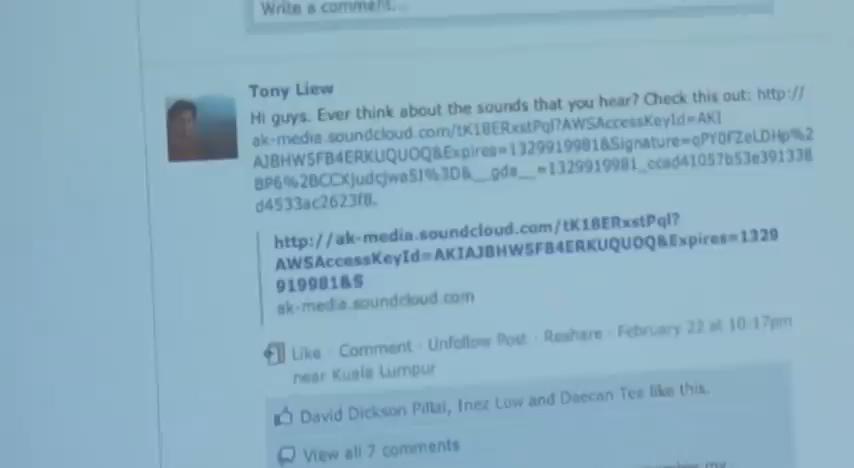 Write a comment...
Tony Liew
Hi guys. Ever think about the sounds that you hear? Check this out: http://
ak-media.soundcloud.com/tK18ERxstPql?AWSAccessKeyId=AKI
AJBHW5FB4ERKUQUOQ&Expires=1329919981&Signature=oPY0FZeLDHp%2
BP6%2BCCXjudcjwaSI%3D&__gda__=1329919981_ccad41057b53e391338
d4533ac2623f8.
http://ak-media.soundcloud.com/tK18ERxstPql?
AWSAccessKeyId=AKIAJBHW5FB4ERKUQUOQ&Expires=1329
919981&S
ak-media.soundcloud.com
Like · Comment · Unfollow Post · Reshare · February 22 at 10:17pm
near Kuala Lumpur
David Dickson Pillai, Inez Low and Daecan Tee like this.
View all 7 comments
my